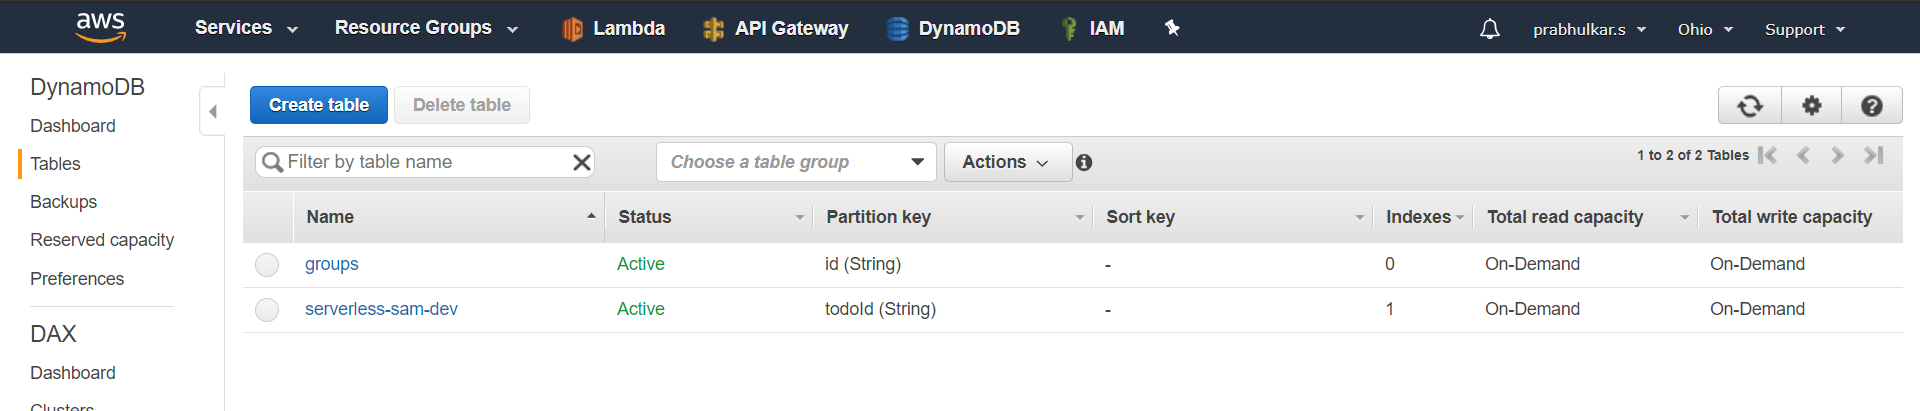 aws Services Resource Groups Lambda API Gateway DynamoDB IAM prabhulkar.s Ohio Support
DynamoDB
Dashboard
Tables
Backups
Reserved capacity
Preferences
DAX
Dashboard
Clusters
Create table Delete table
Filter by table name Choose a table group Actions 1 to 2 of 2 Tables
Name Status Partition key Sort key Indexes Total read capacity Total write capacity
groups Active id (String) - 0 On-Demand On-Demand
serverless-sam-dev Active todoId (String) - 1 On-Demand On-Demand